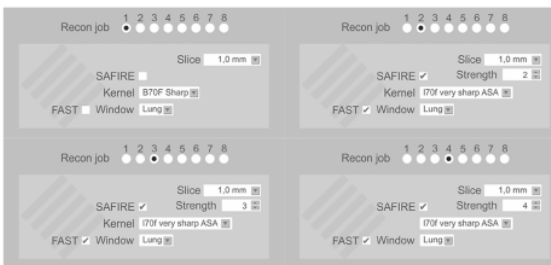 1 2 3 4 5 6 7 8
Recon job
Slice 1,0 mm
SAFIRE
Kernel B70F Sharp
FAST Window Lung
1 2 3 4 5 6 7 8
Recon job
Slice 1,0 mm
SAFIRE ✔ Strength 2
Kernel I70f very sharp ASA
FAST ✔ Window Lung
1 2 3 4 5 6 7 8
Recon job
Slice 1,0 mm
SAFIRE ✔ Strength 3
Kernel I70f very sharp ASA
FAST ✔ Window Lung
1 2 3 4 5 6 7 8
Recon job
Slice 1,0 mm
SAFIRE ✔ Strength 4
I70f very sharp ASA
FAST ✔ Window Lung